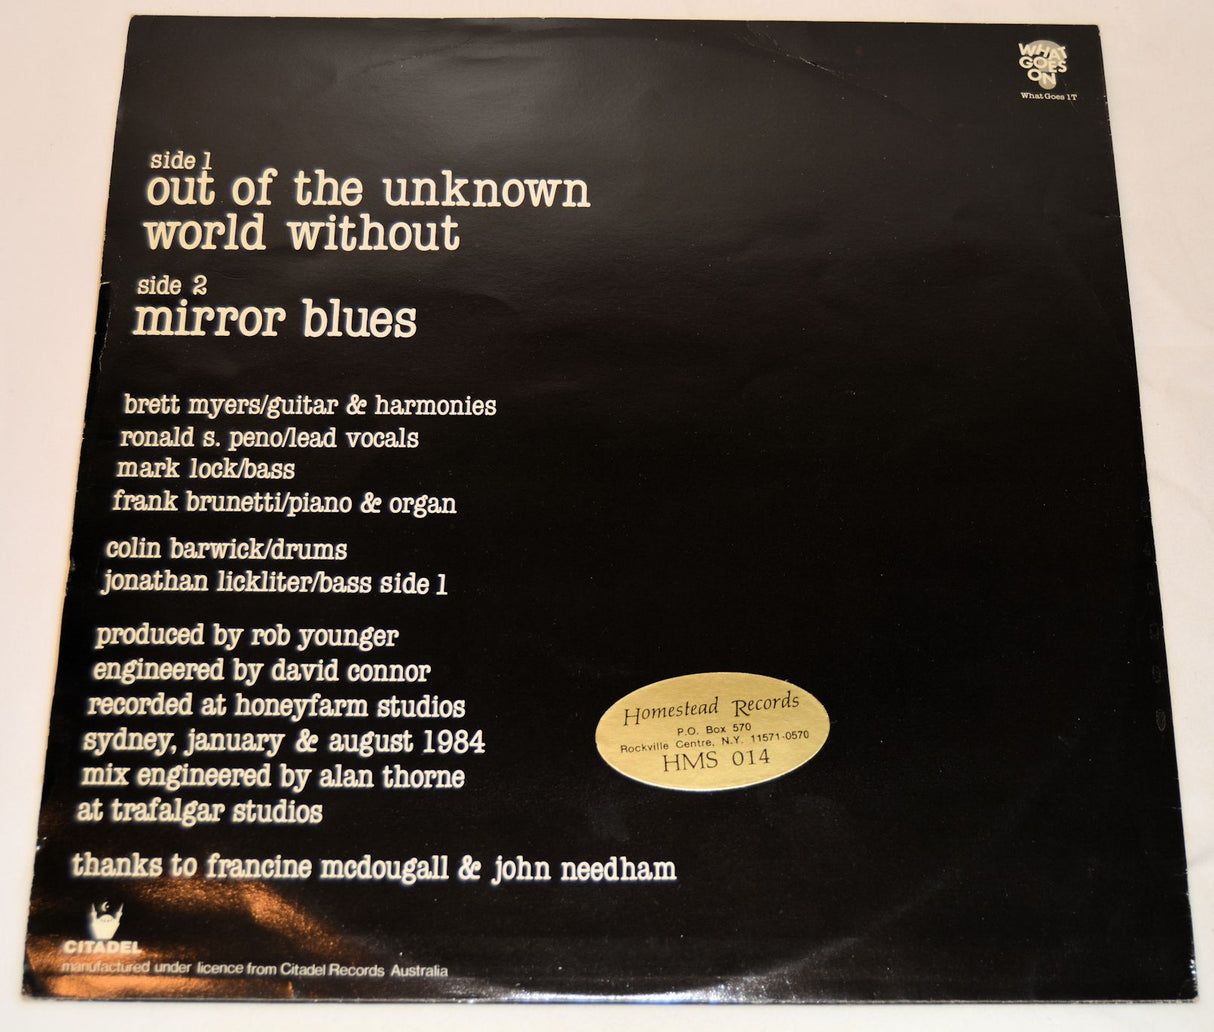 WHAT
GOES
ON
What Goes 1T
side 1
out of the unknown
world without
side 2
mirror blues
brett myers/guitar & harmonies
ronald s. peno/lead vocals
mark lock/bass
frank brunetti/piano & organ
colin barwick/drums
jonathan lickliter/bass side 1
produced by rob younger
engineered by david connor
recorded at honeyfarm studios
sydney, january & august 1984
mix engineered by alan thorne
at trafalgar studios
thanks to francine mcdougall & john needham
Homestead Records
P.O. Box 570
Rockville Centre, N.Y. 11571-0570
HMS 014
CITADEL
manufactured under licence from Citadel Records Australia